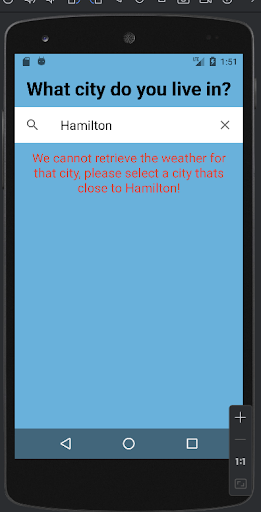 1:51
What city do you live in?
Hamilton
We cannot retrieve the weather for
that city, please select a city thats
close to Hamilton!
1:1